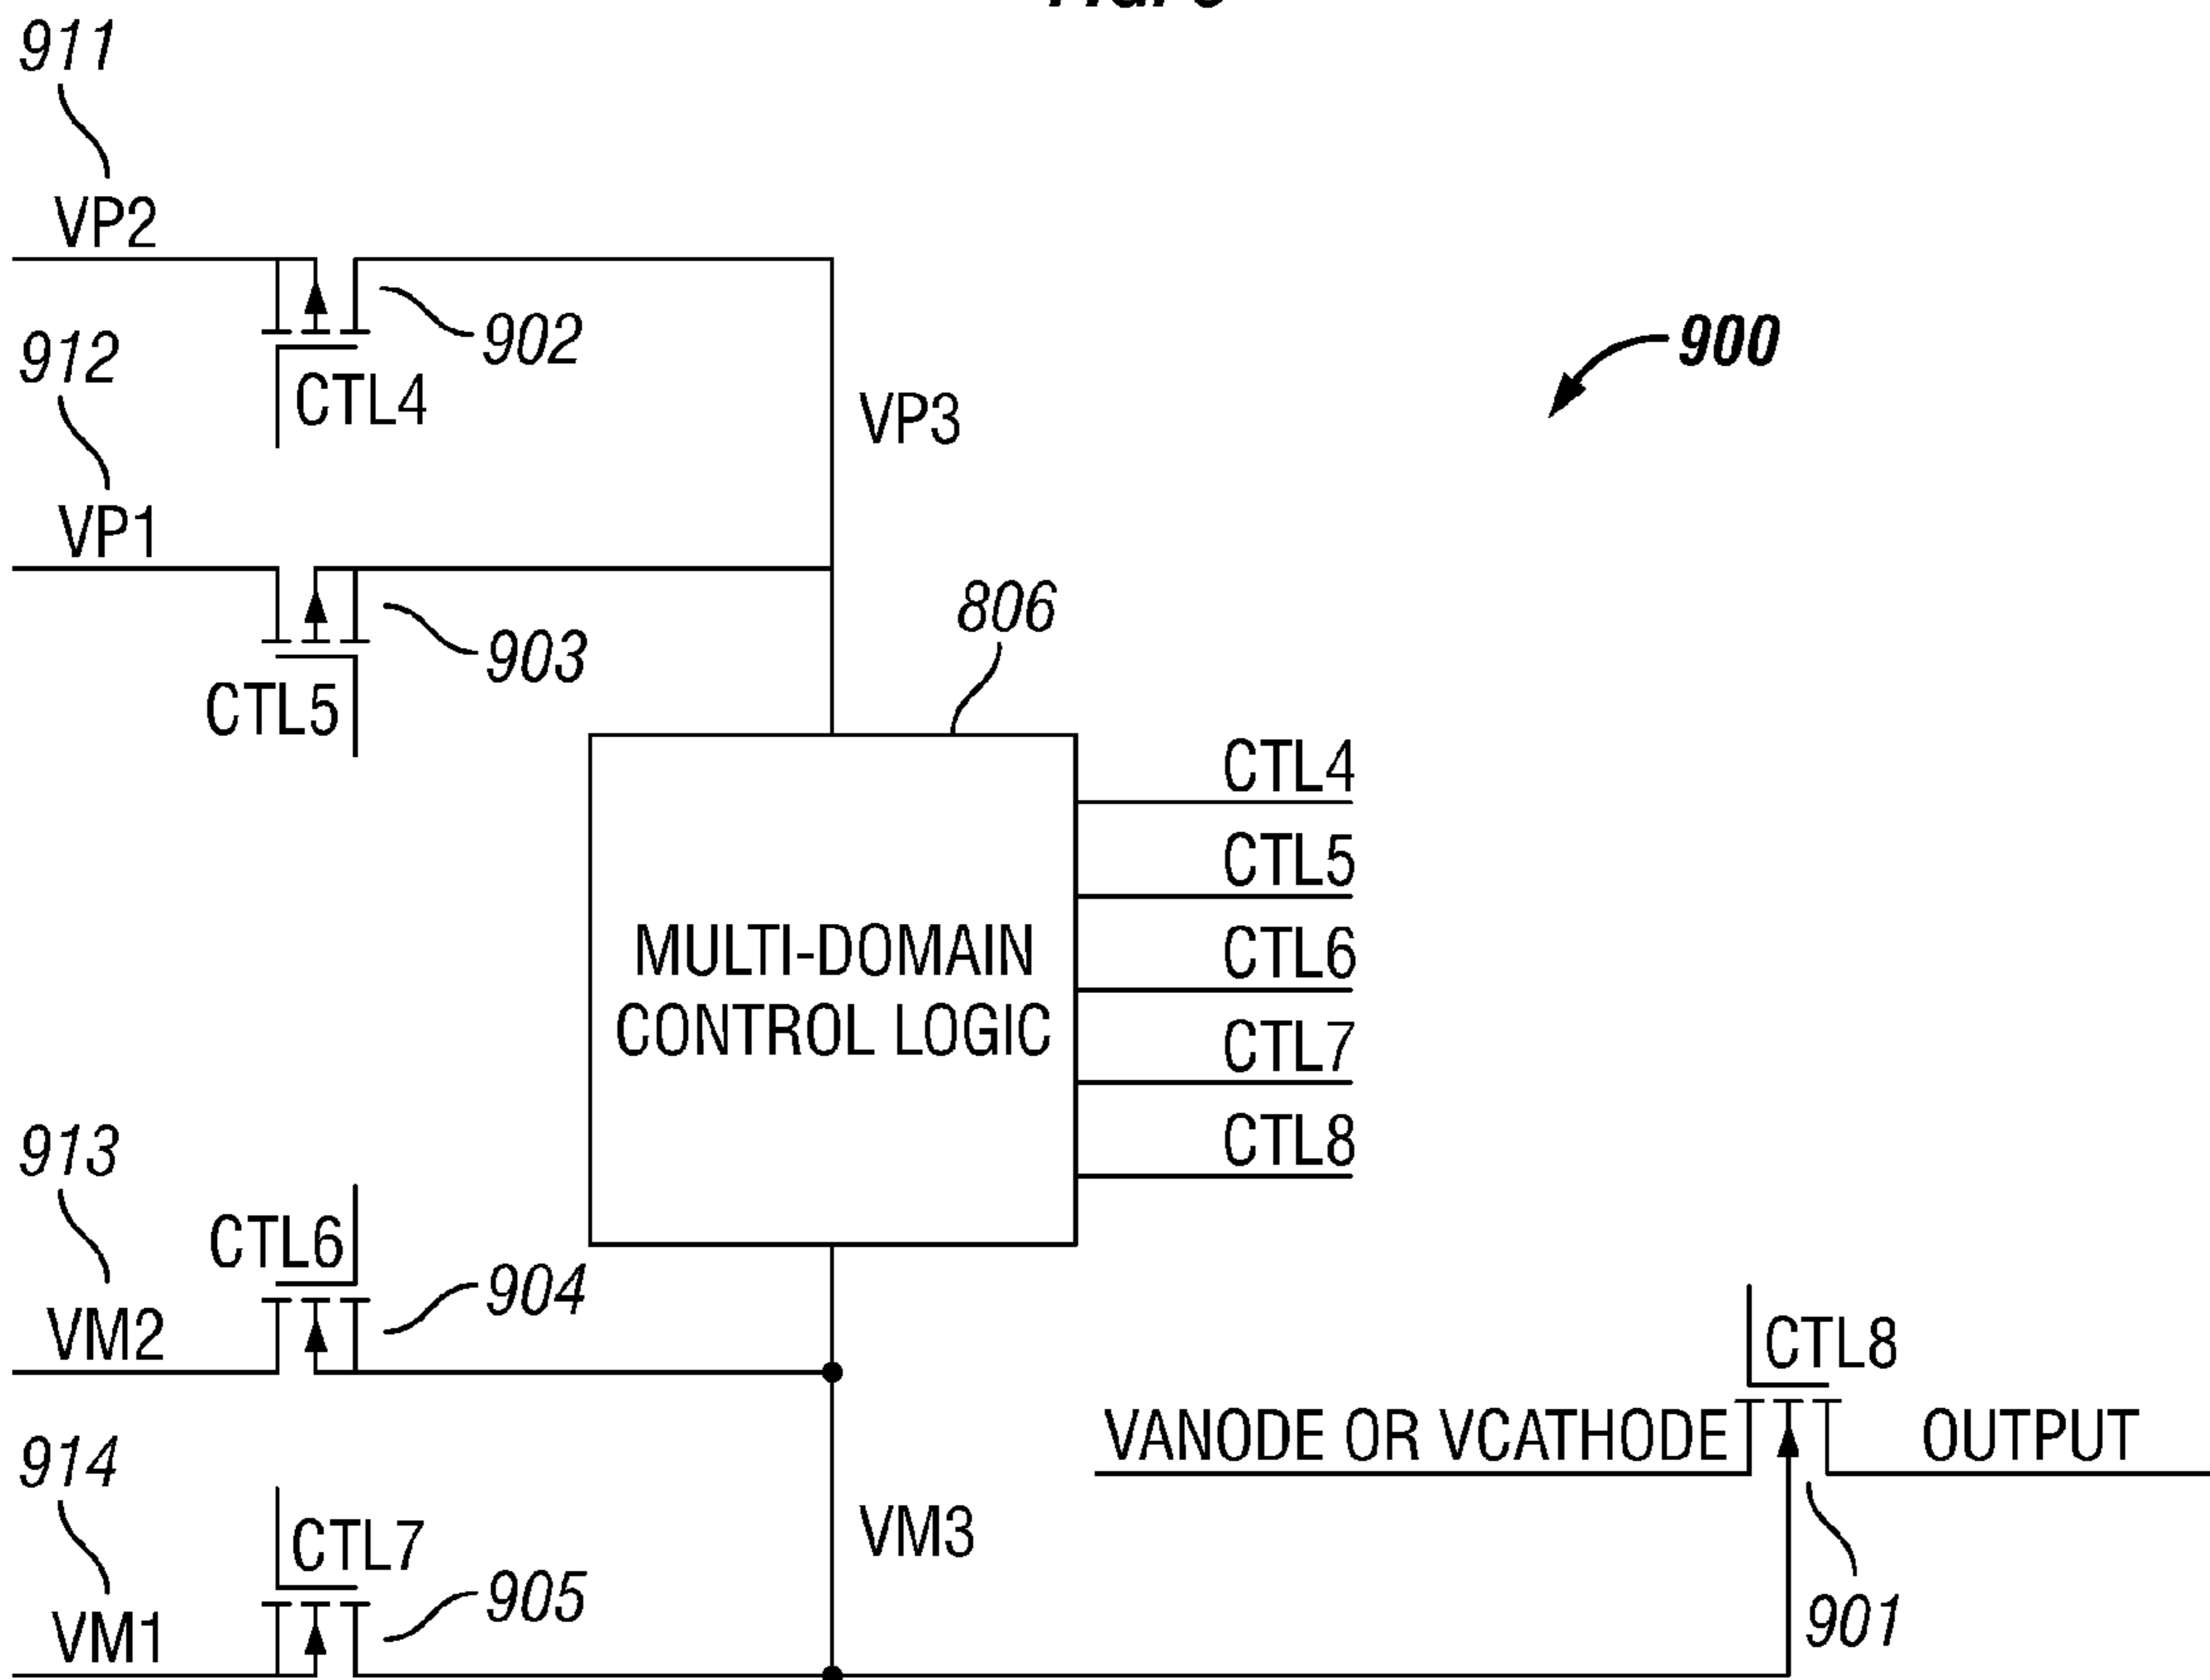 911
VP2
902
912
CTL4
900
VP3
VP1
806
903
CTL5
CTL4
CTL5
MULTI-DOMAIN
CONTROL LOGIC
CTL6
CTL7
CTL8
913
CTL6
904
VM2
CTL8
VANODE OR VCATHODE
OUTPUT
914
CTL7
VM3
905
VM1
901